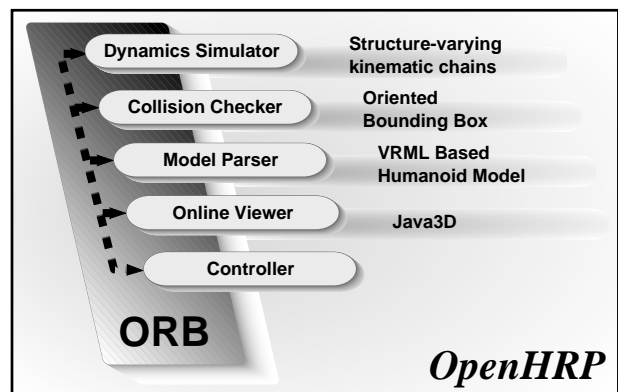 Dynamics Simulator
Structure-varying
kinematic chains
Collision Checker
Oriented
Bounding Box
Model Parser
VRML Based
Humanoid Model
Online Viewer
Java3D
Controller
ORB
OpenHRP